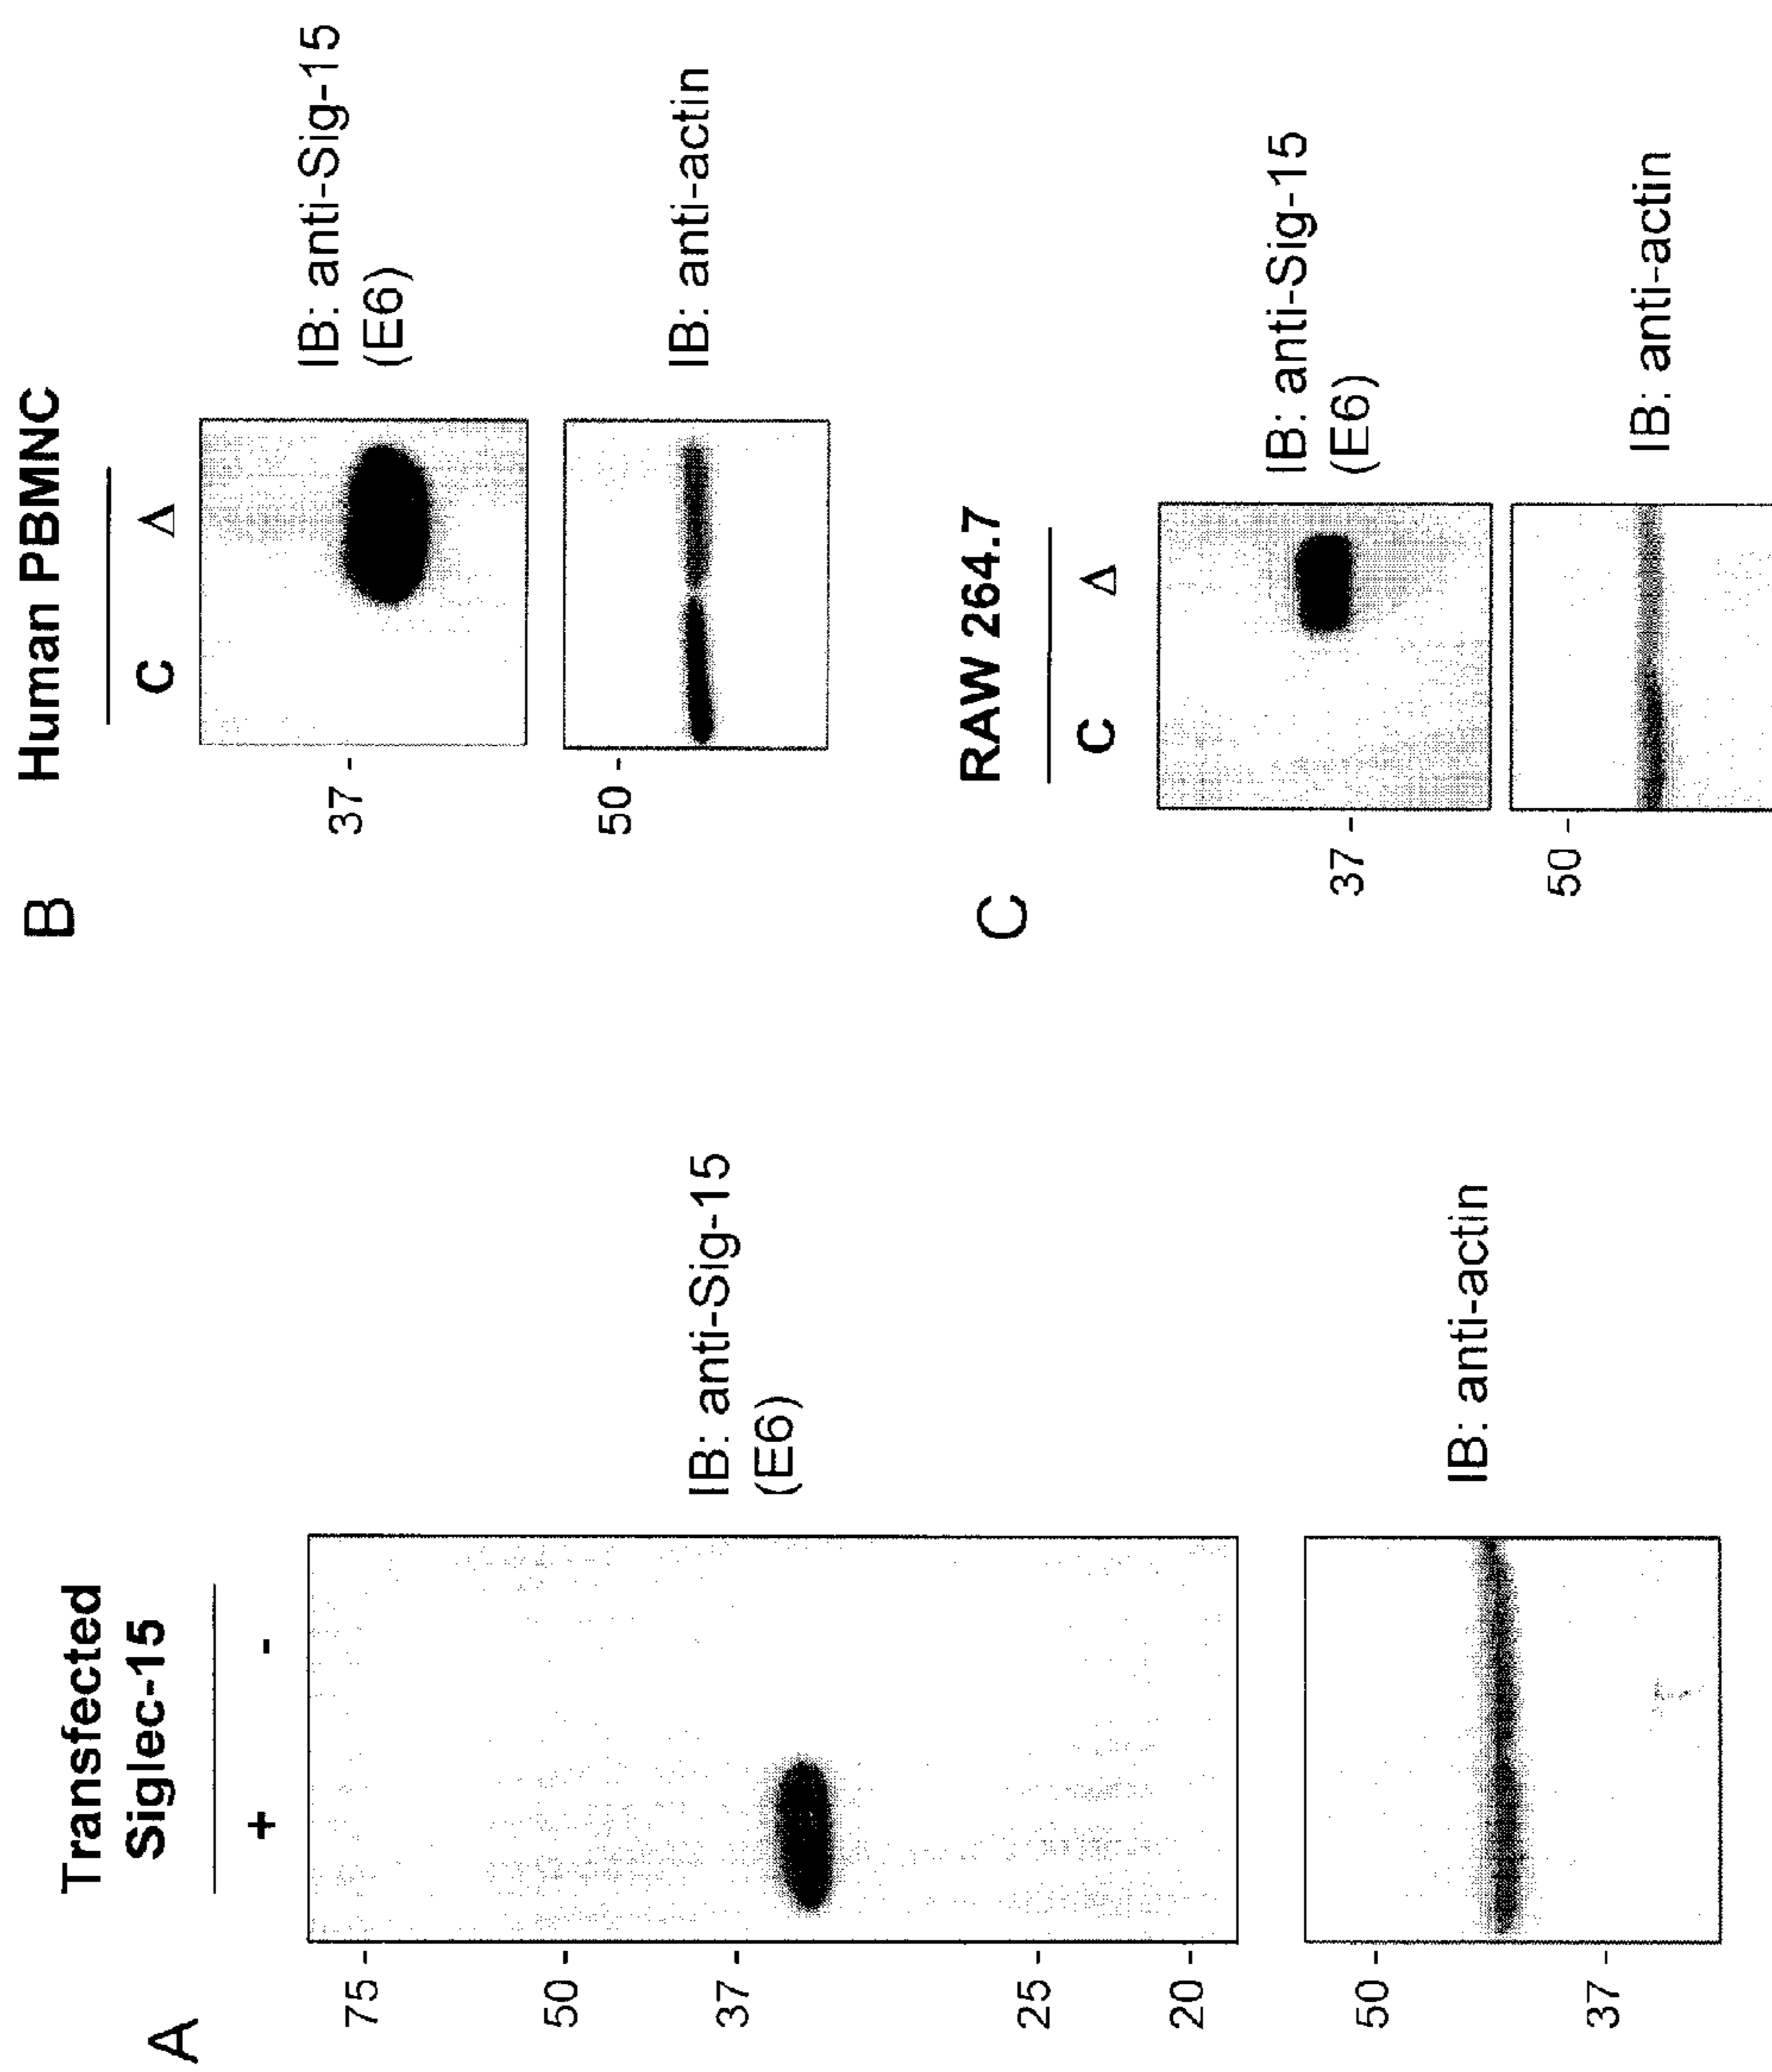 A
Transfected
Siglec-15
+ -
75 -
50 -
37 -
25 -
20 -
IB: anti-Sig-15
(E6)
50 -
37 -
IB: anti-actin
B
Human PBMNC
C Δ
37 -
IB: anti-Sig-15
(E6)
50 -
IB: anti-actin
C
RAW 264.7
C Δ
37 -
IB: anti-Sig-15
(E6)
50 -
IB: anti-actin